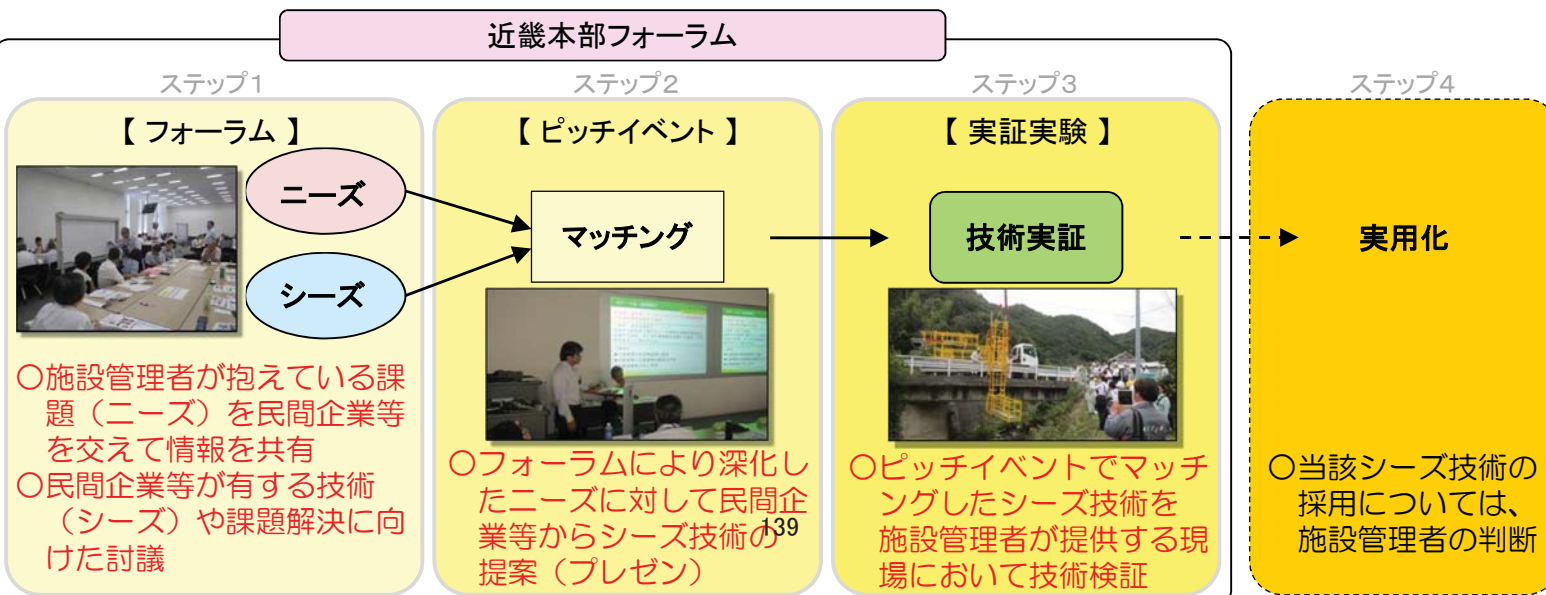 近畿本部フォーラム
ステップ1
【 フォーラム 】
ニーズ
シーズ
○施設管理者が抱えている課
題（ニーズ）を民間企業等
を交えて情報を共有
○民間企業等が有する技術
（シーズ）や課題解決に向
けた討議
ステップ2
【 ピッチイベント 】
マッチング
○フォーラムにより深化し
たニーズに対して民間企
業等からシーズ技術の
提案（プレゼン）
139
ステップ3
【 実証実験 】
技術実証
○ピッチイベントでマッチ
ングしたシーズ技術を
施設管理者が提供する現
場において技術検証
ステップ4
実用化
○当該シーズ技術の
採用については、
施設管理者の判断